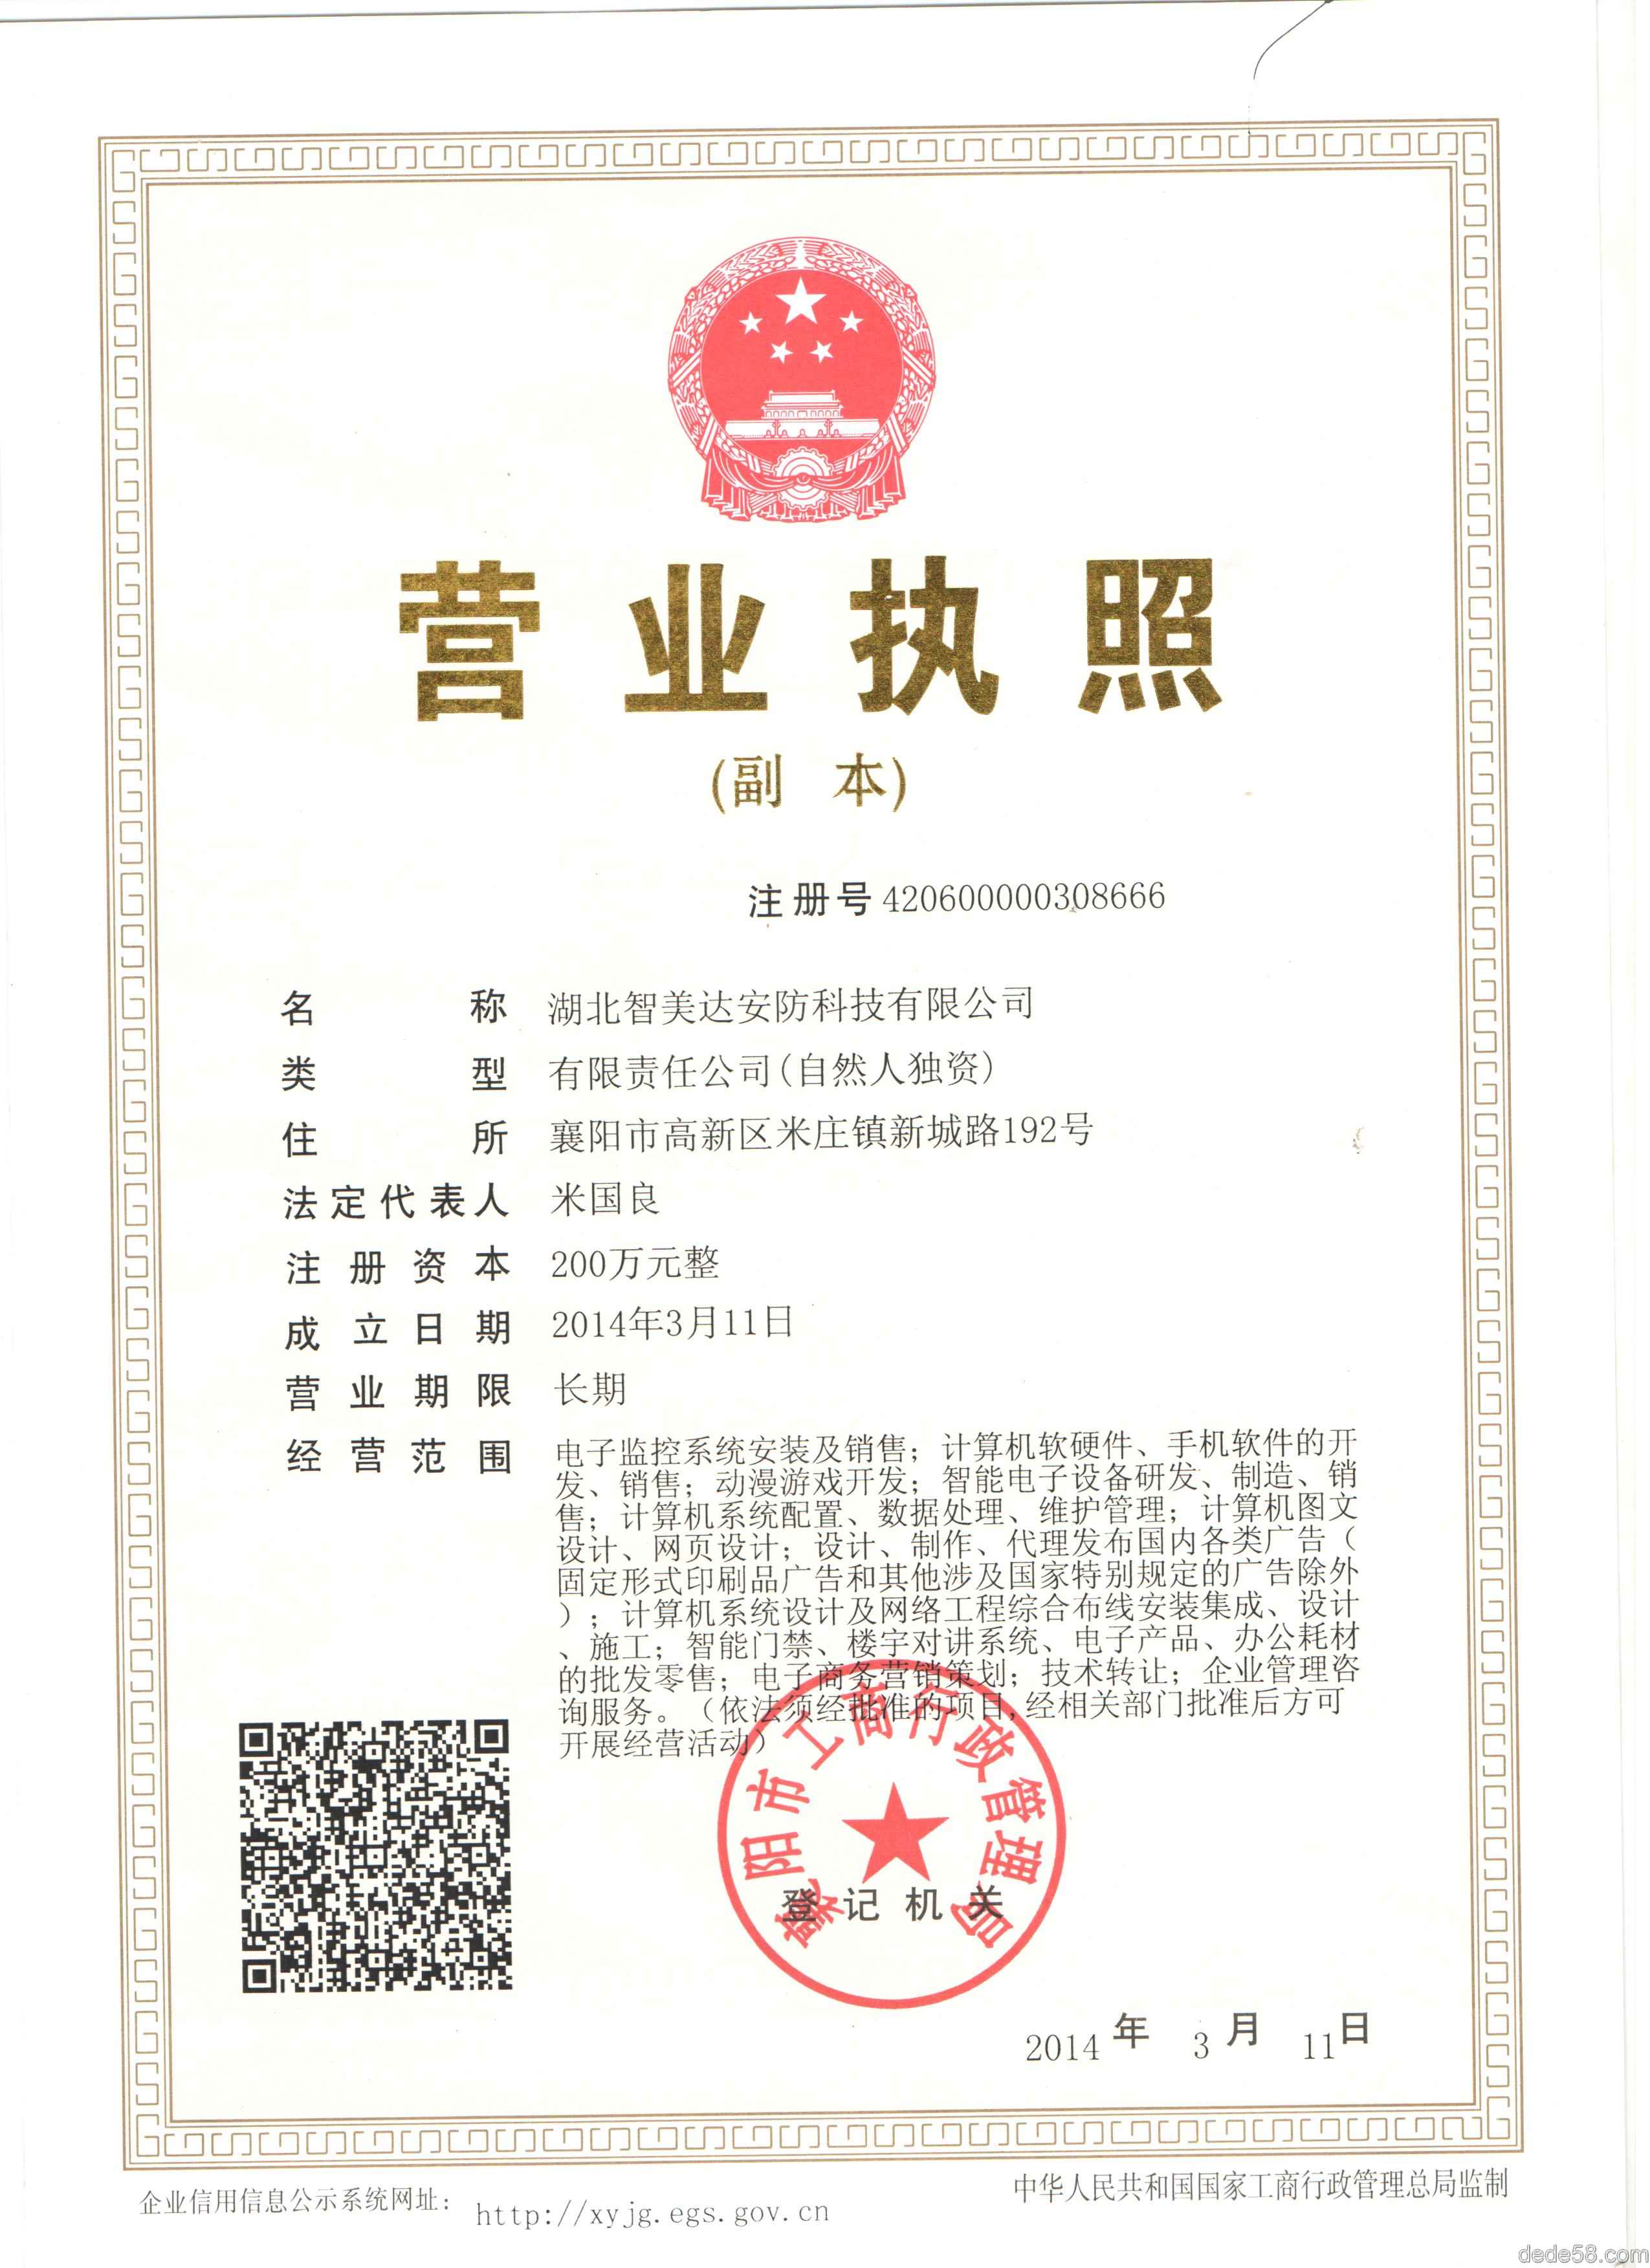 营业执照
(副 本)
注册号 420600000308666
名 称 湖北智美达安防科技有限公司
类 型 有限责任公司(自然人独资)
住 所 襄阳市高新区米庄镇新城路192号
法定代表人 米国良
注 册 资 本 200万元整
成 立 日 期 2014年3月11日
营 业 期 限 长期
经 营 范 围 电子监控系统安装及销售；计算机软硬件、手机软件的开
发、销售；动漫游戏开发；智能电子设备研发、制造、销
售；计算机系统配置、数据处理、维护管理；计算机图文
设计、网页设计；设计、制作、代理发布国内各类广告（
固定形式印刷品广告和其他涉及国家特别规定的广告除外
）；计算机系统设计及网络工程综合布线安装集成、设计
、施工；智能门禁、楼宇对讲系统、电子产品、办公耗材
的批发零售；电子商务营销策划；技术转让；企业管理咨
询服务。（依法须经批准的项目,经相关部门批准后方可
开展经营活动）
襄阳市工商行政管理局
登 记 机 关
2014 年 3 月 11 日
企业信用信息公示系统网址： http://xyjg.egs.gov.cn
中华人民共和国国家工商行政管理总局监制
dede58.com